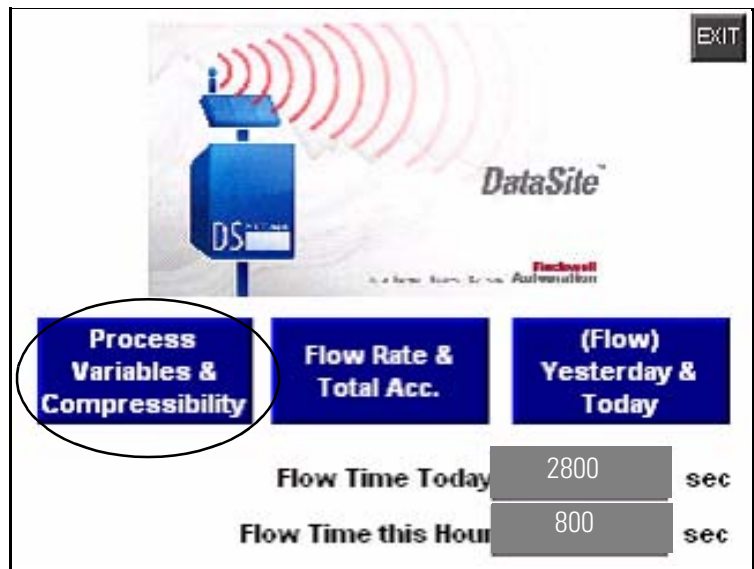 EXIT
DataSite™
DS
Rockwell
Automation
Process
Variables &
Compressibility
Flow Rate &
Total Acc.
(Flow)
Yesterday &
Today
Flow Time Today 2800 sec
Flow Time this Hour 800 sec